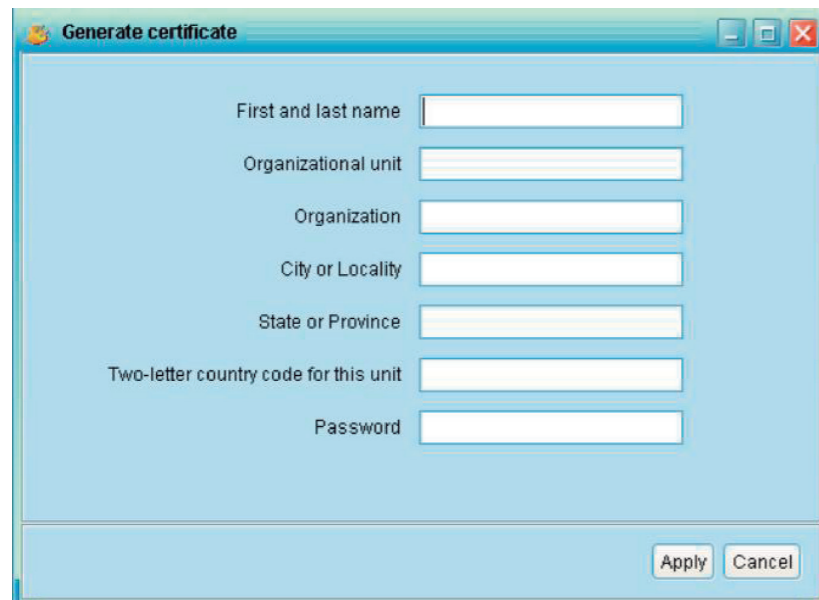 Generate certificate
First and last name
Organizational unit
Organization
City or Locality
State or Province
Two-letter country code for this unit
Password
Apply Cancel